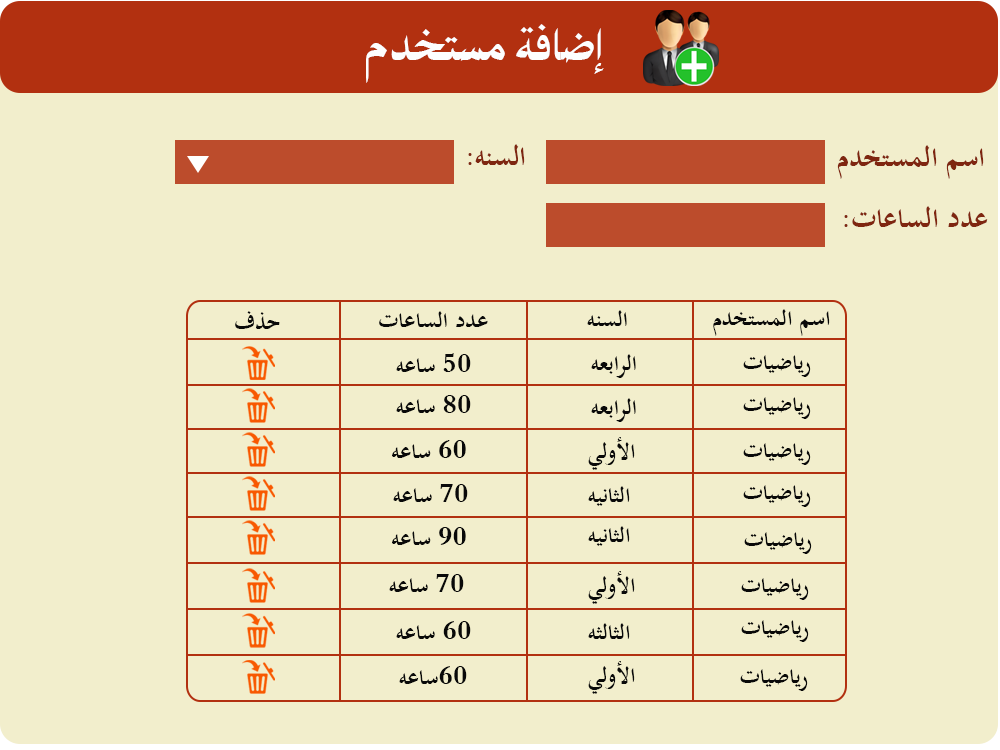 إضافة مستخدم
اسم المستخدم السنه:
عدد الساعات:
اسم المستخدم السنه عدد الساعات حذف
رياضيات الرابعه 50 ساعه
رياضيات الرابعه 80 ساعه
رياضيات الأولي 60 ساعه
رياضيات الثانيه 70 ساعه
رياضيات الثانيه 90 ساعه
رياضيات الأولي 70 ساعه
رياضيات الثالثه 60 ساعه
رياضيات الأولي 60ساعه